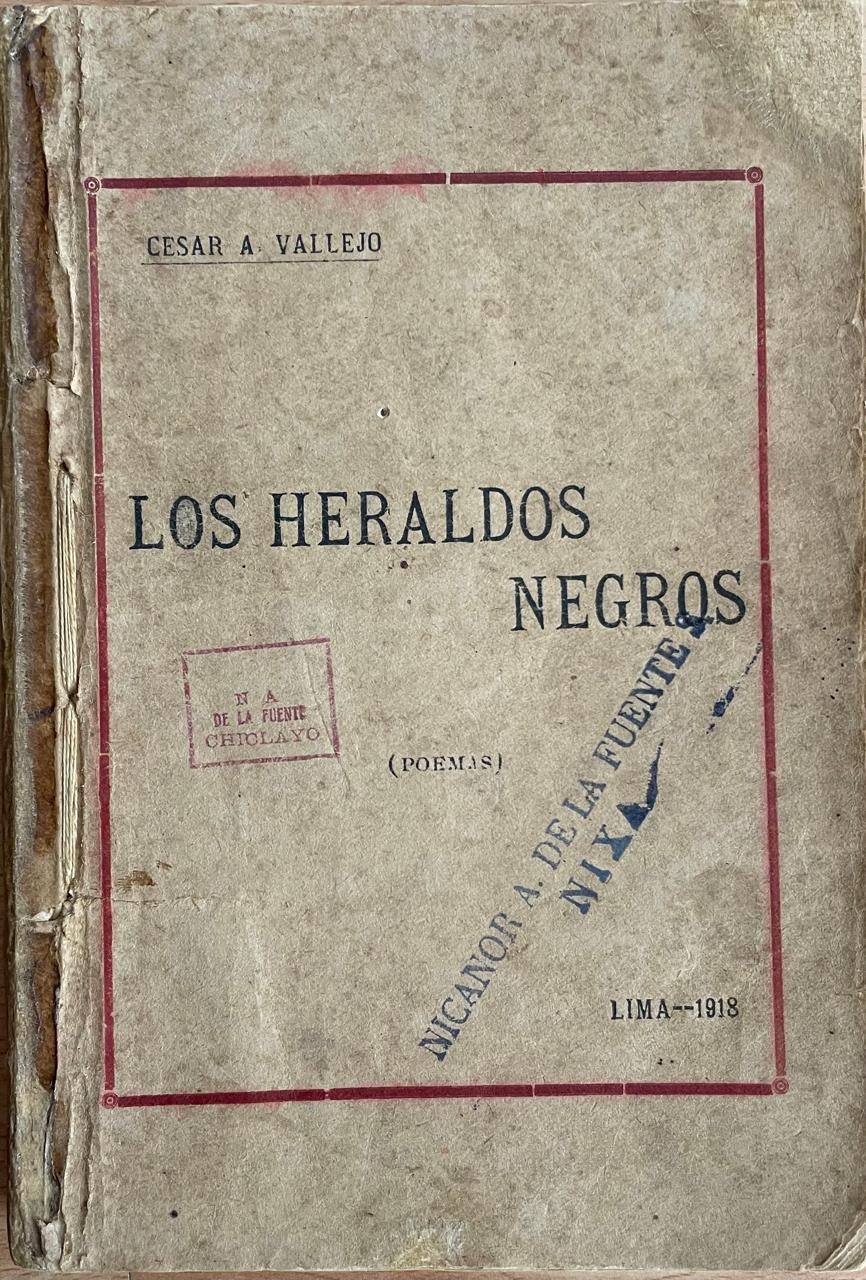 CESAR A. VALLEJO
LOS HERALDOS
NEGROS
N A
DE LA FUENTE
CHICLAYO
(POEMAS)
NICANOR A. DE LA FUENTE
NIXA
LIMA--1918